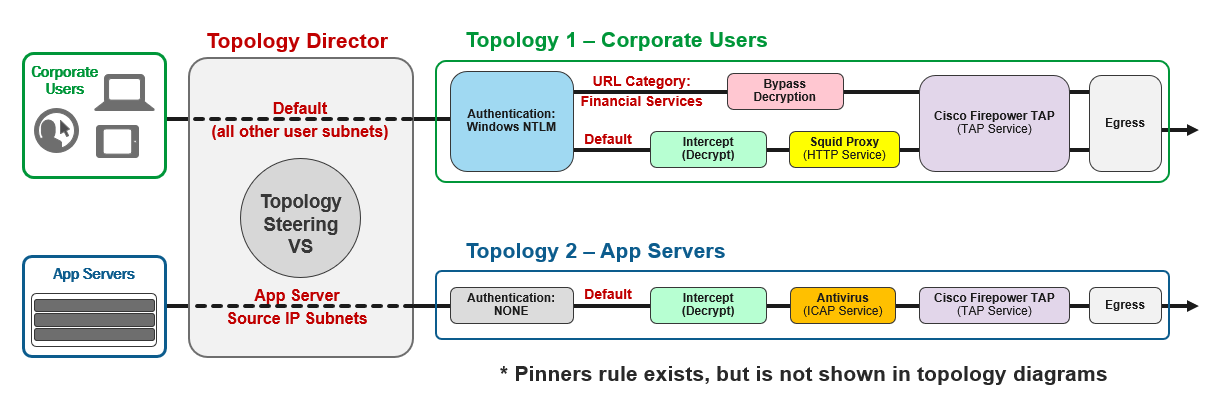 Topology Director
Topology 1 – Corporate Users
Corporate
Users
Default
(all other user subnets)
Topology
Steering
VS
Authentication:
Windows NTLM
URL Category:
Financial Services
Bypass
Decryption
Default
Intercept
(Decrypt)
Squid Proxy
(HTTP Service)
Cisco Firepower TAP
(TAP Service)
Egress
Topology 2 – App Servers
App Servers
App Server
Source IP Subnets
Authentication:
NONE
Default
Intercept
(Decrypt)
Antivirus
(ICAP Service)
Cisco Firepower TAP
(TAP Service)
Egress
* Pinners rule exists, but is not shown in topology diagrams